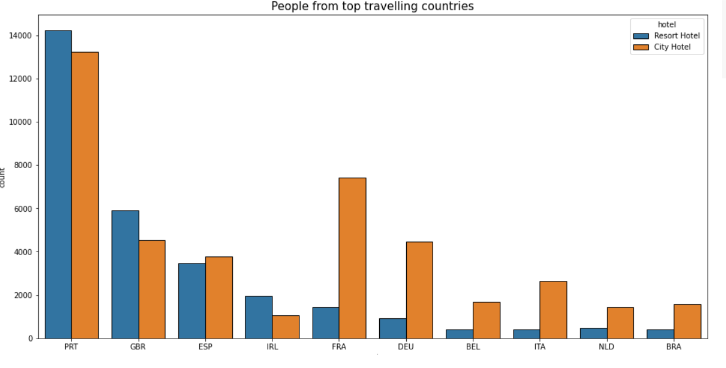 People from top travelling countries
hotel
Resort Hotel
City Hotel
count
14000
12000
10000
8000
6000
4000
2000
0
PRT GBR ESP IRL FRA DEU BEL ITA NLD BRA